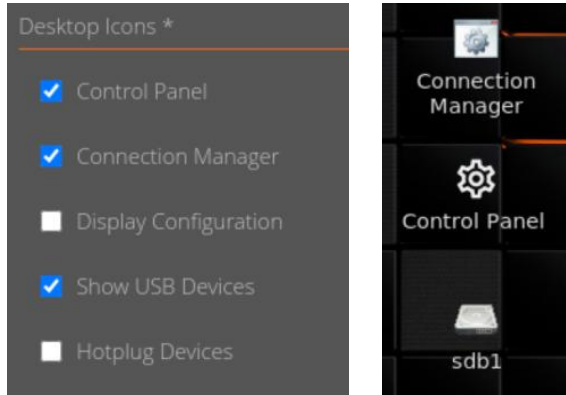 Desktop Icons *
Control Panel
Connection Manager
Display Configuration
Show USB Devices
Hotplug Devices
Connection
Manager
Control Panel
sdb1